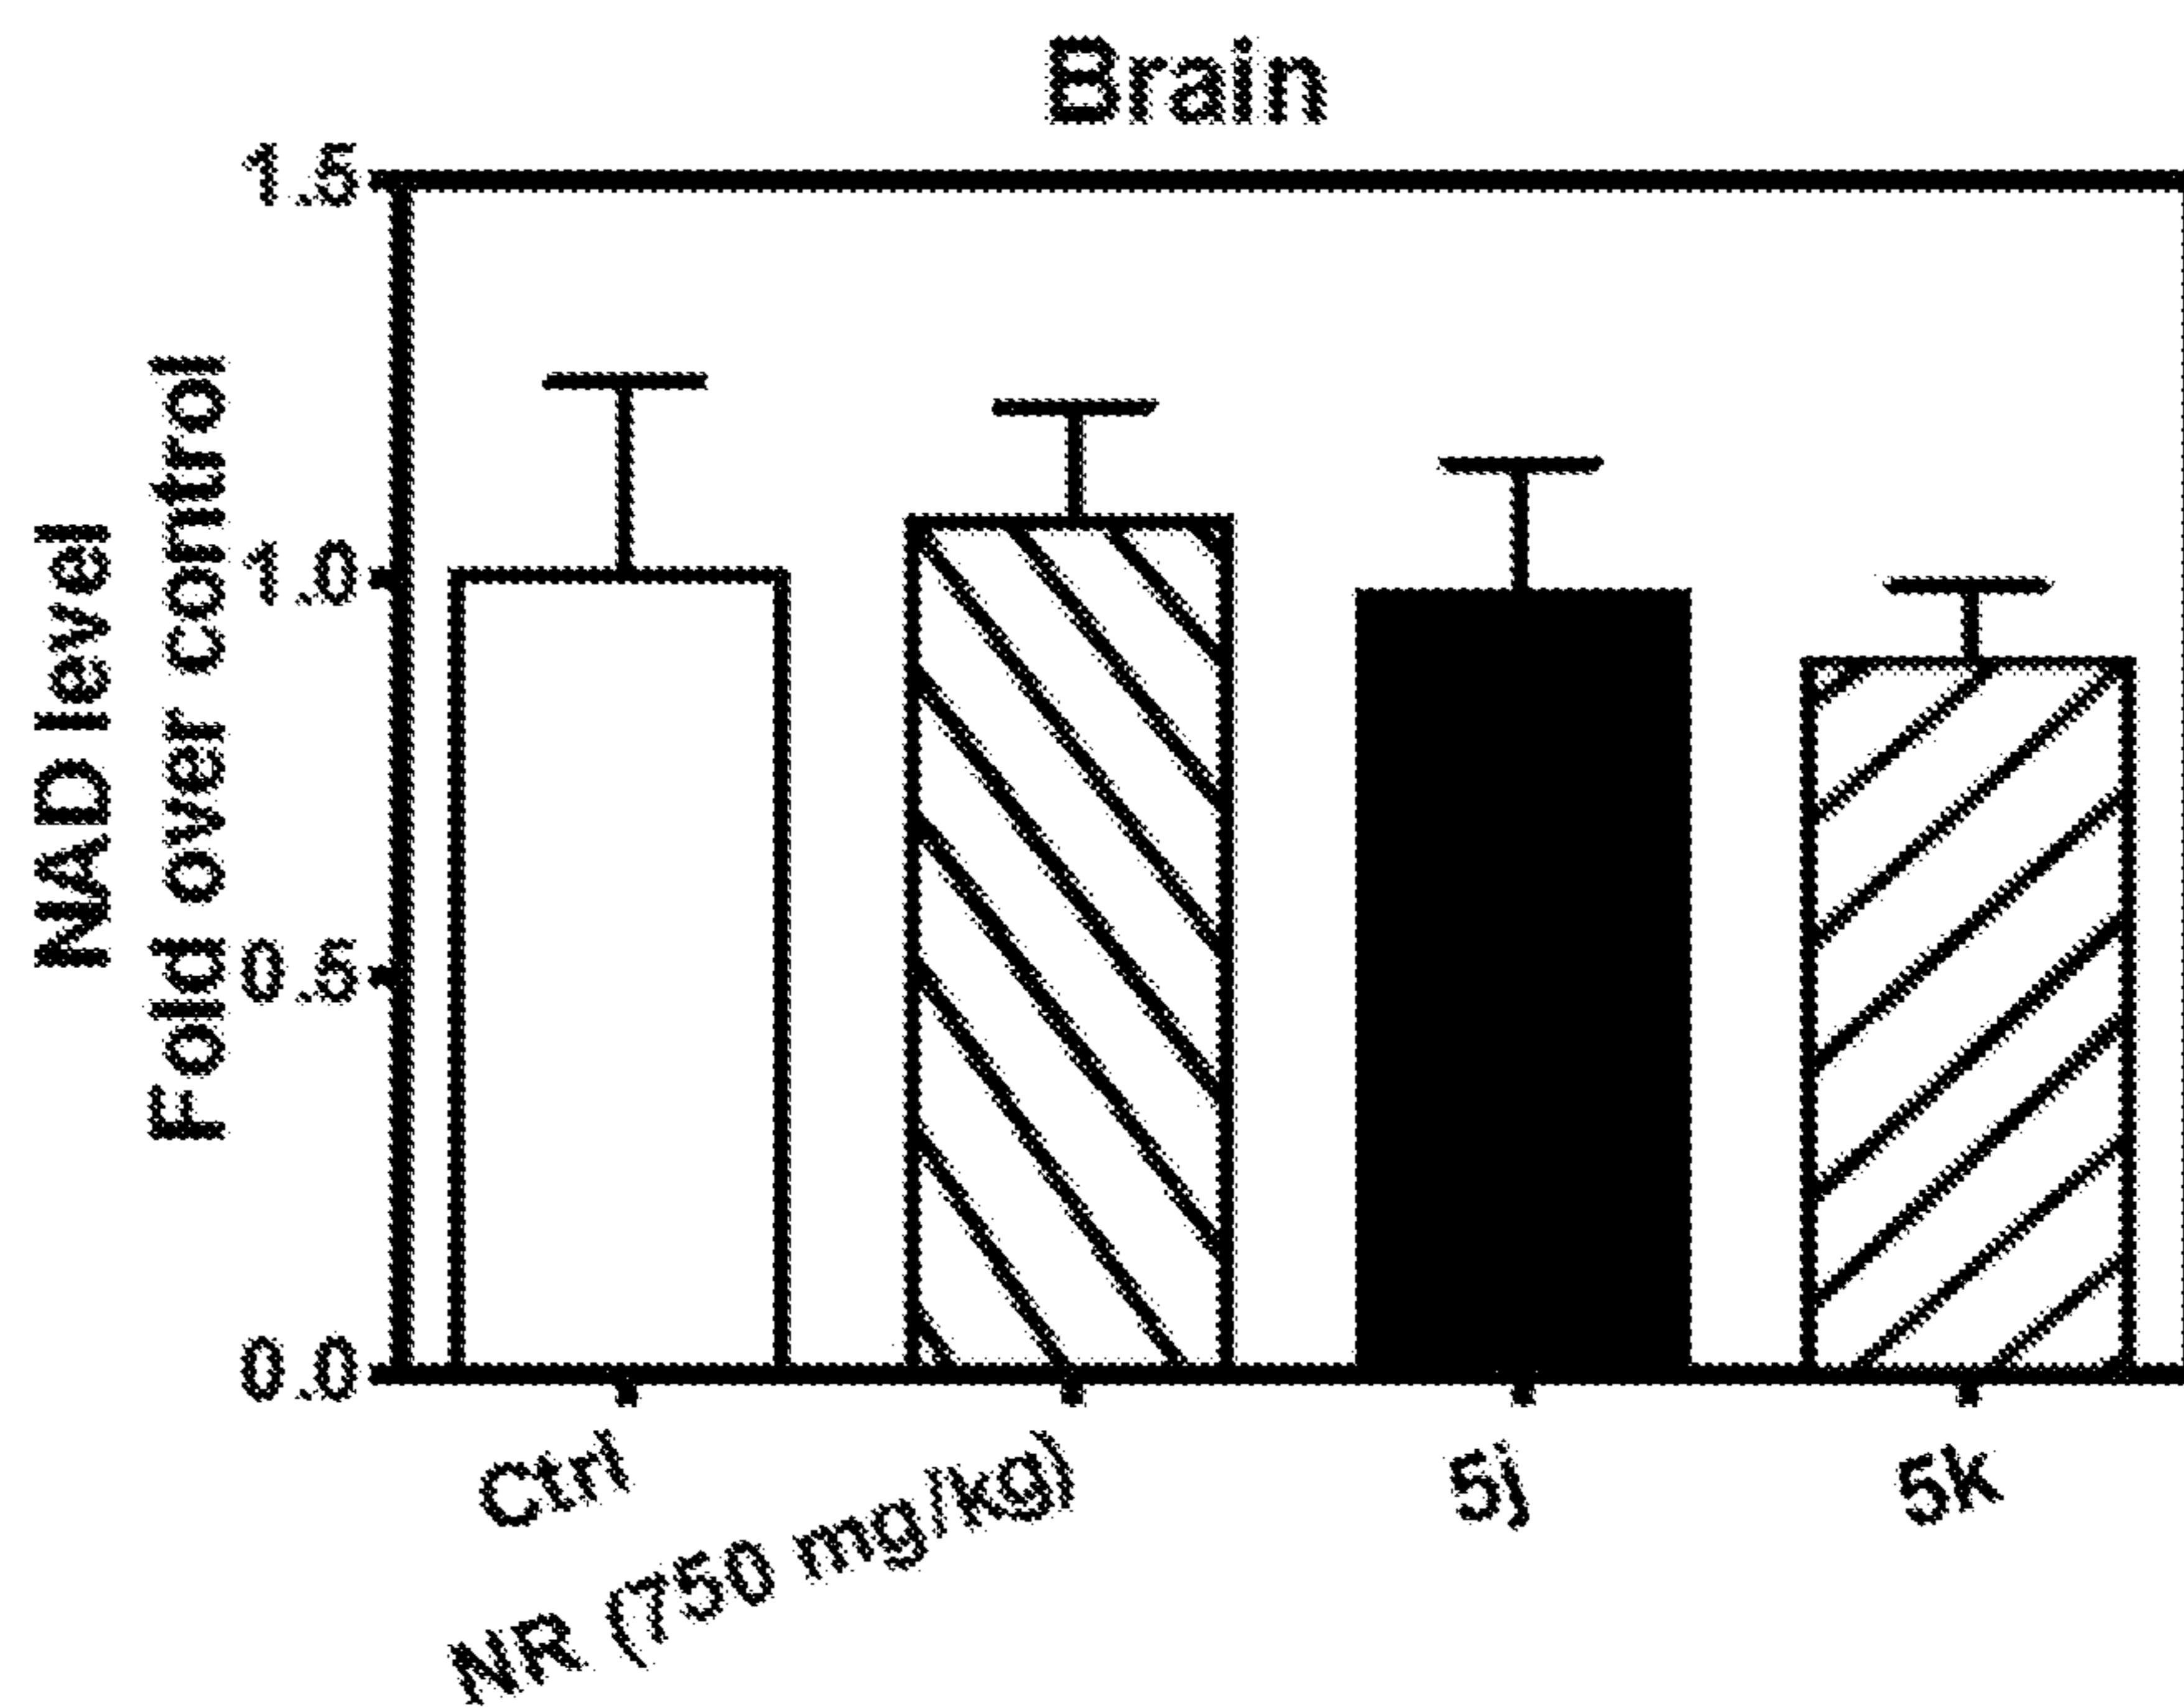 Brain
NAD level
Fold over control
1.5
1.0
0.5
0.0
Ctrl
NR (750 mg/kg)
5j
5k